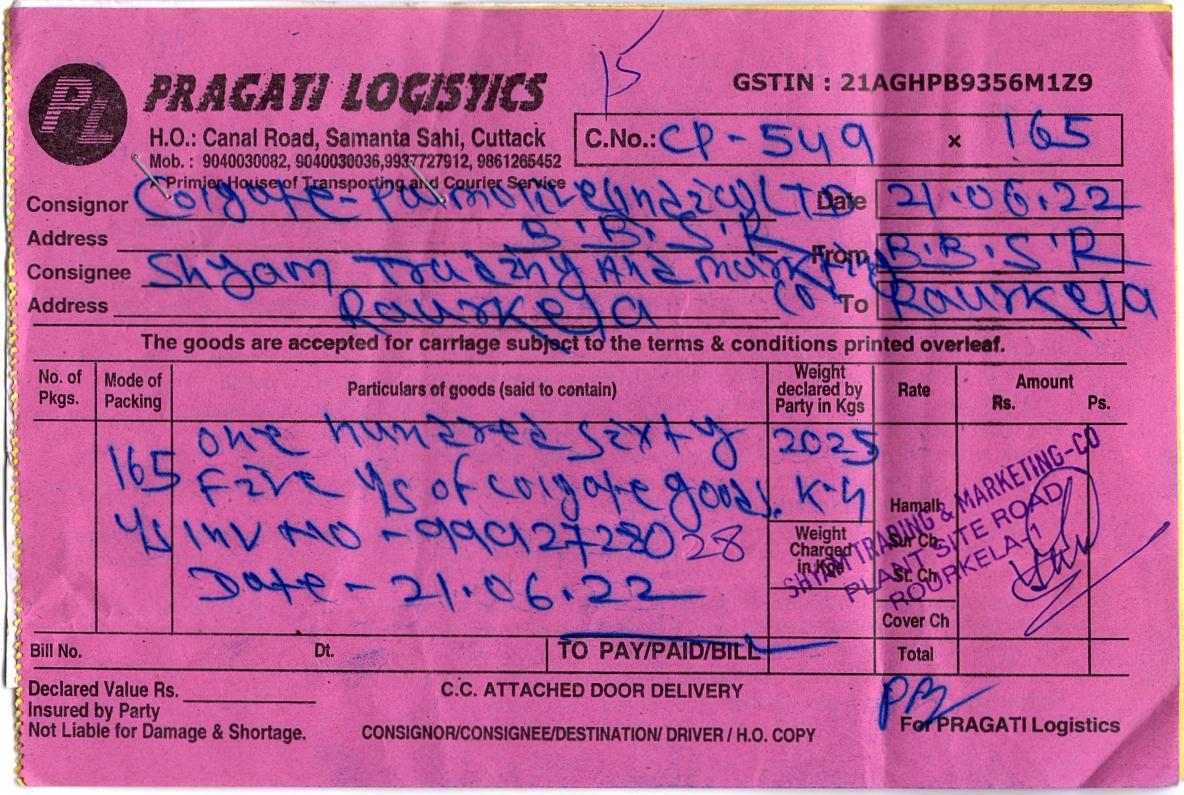 15
PL PRAGATI LOGISTICS
GSTIN : 21AGHPB9356M1Z9
H.O.: Canal Road, Samanta Sahi, Cuttack
C.No.: CP-549 × 165
Mob. : 9040030082, 9040030036,9937727912, 9861265452
Primier House of Transporting and Courier Service
Consignor Colgate-Palmolive India LTD Date 21.06.22
Address B.B.S.R From B.B.S.R
Consignee Shyam Trading And Marketing Co
Address Rourkela To Rourkela
The goods are accepted for carriage subject to the terms & conditions printed overleaf.
No. of Pkgs. Mode of Packing Particulars of goods (said to contain) Weight declared by Party in Kgs Rate Amount Rs. Ps.
one hundred sixty 2025
165 Five of colgate goods. K.G
Inv No - 99912728028
Date - 21.06.22
Weight Charged in Kgs
Hamalh
Sur Ch.
St. Ch
Cover Ch
SHYAM TRADING & MARKETING-CO
PLANT SITE ROAD
ROURKELA-1
Bill No. Dt. TO PAY/PAID/BILL Total
Declared Value Rs.
C.C. ATTACHED DOOR DELIVERY
Insured by Party
Not Liable for Damage & Shortage.
CONSIGNOR/CONSIGNEE/DESTINATION/ DRIVER / H.O. COPY
For PRAGATI Logistics